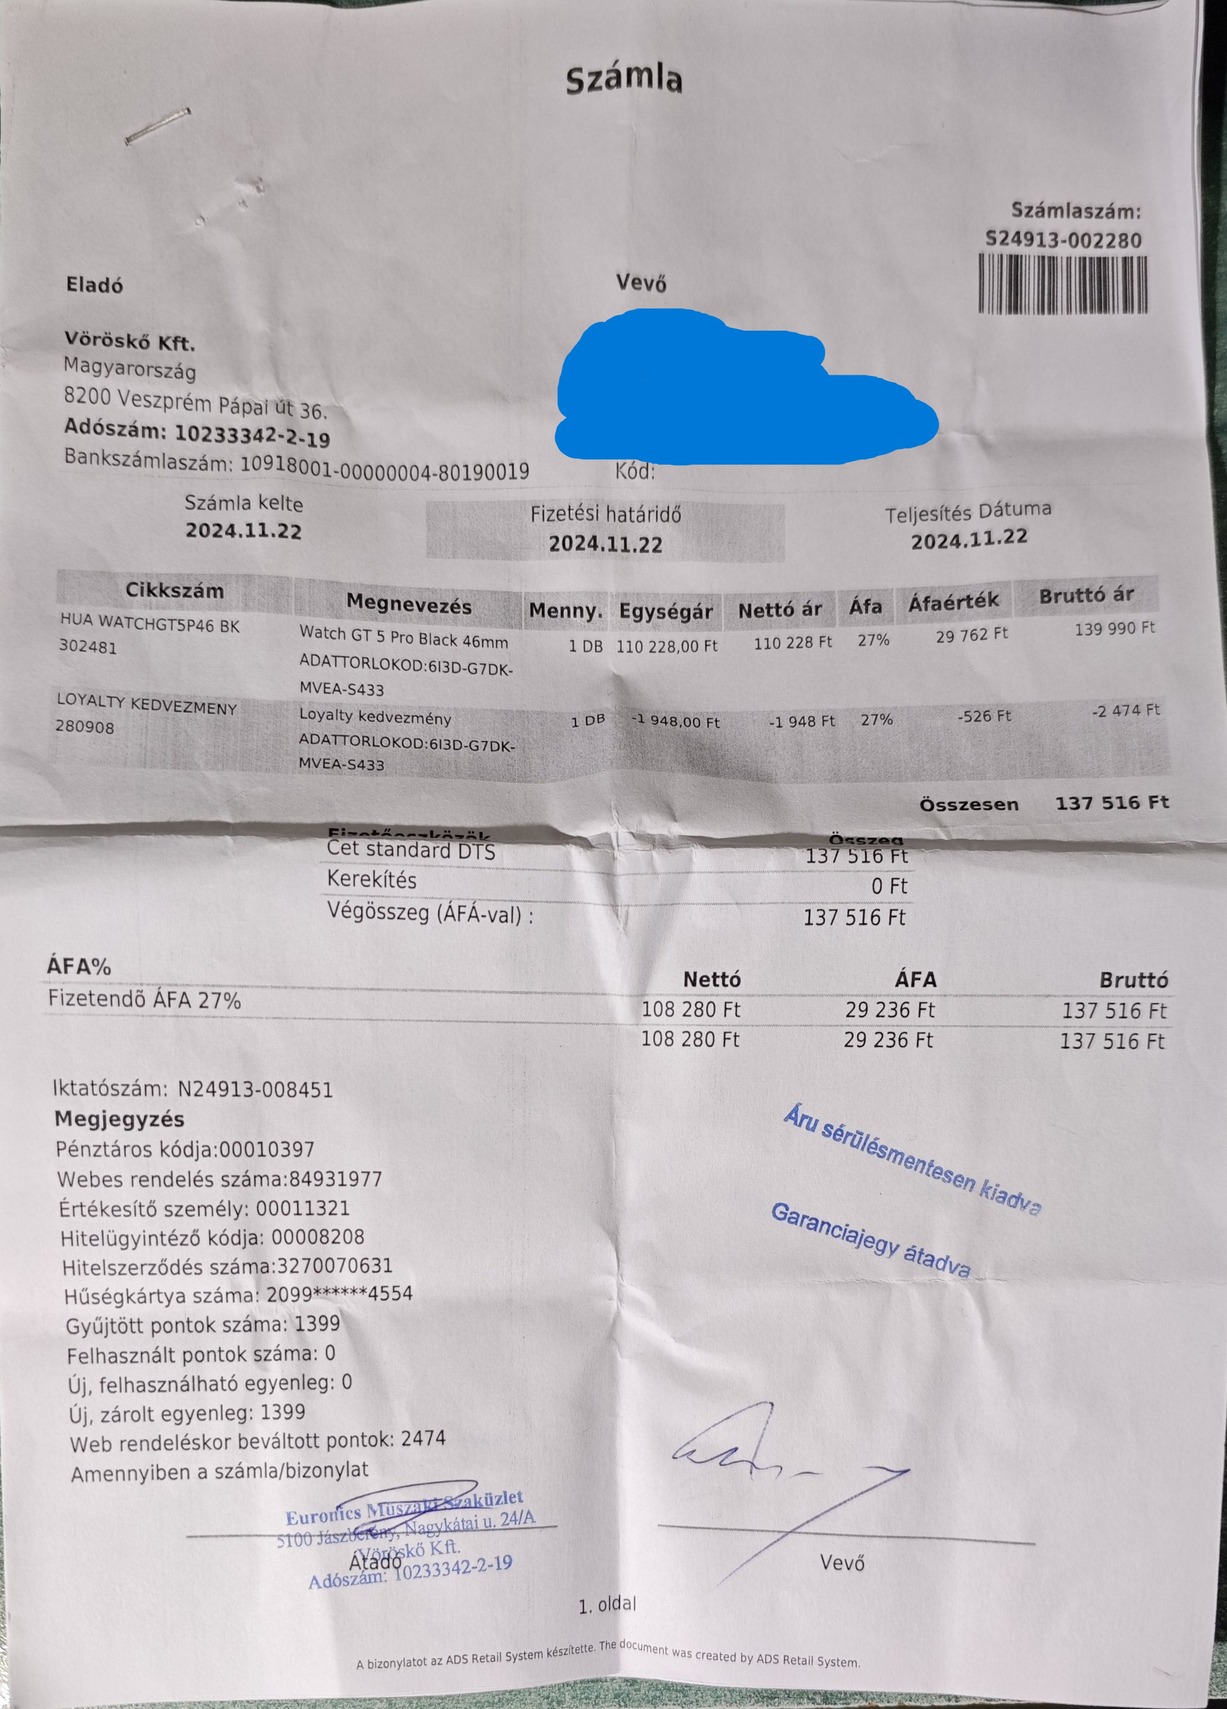 Számla
Számlaszám:
S24913-002280
Eladó
Vevő
Vöröskő Kft.
Magyarország
8200 Veszprém Pápai út 36.
Adószám: 10233342-2-19
Bankszámlaszám: 10918001-00000004-80190019
Kód:
Számla kelte
2024.11.22
Fizetési határidő
2024.11.22
Teljesítés Dátuma
2024.11.22
Cikkszám Megnevezés Menny. Egységár Nettó ár Áfa Áfaérték Bruttó ár
HUA WATCHGT5P46 BK Watch GT 5 Pro Black 46mm 1 DB 110 228,00 Ft 110 228 Ft 27% 29 762 Ft 139 990 Ft
302481 ADATTORLOKOD:6I3D-G7DK-
MVEA-S433
LOYALTY KEDVEZMENY Loyalty kedvezmény 1 DB -1 948,00 Ft -1 948 Ft 27% -526 Ft -2 474 Ft
280908 ADATTORLOKOD:6I3D-G7DK-
MVEA-S433
Összesen 137 516 Ft
Fizetőeszközök Összeg
Cet standard DTS 137 516 Ft
Kerekítés 0 Ft
Végösszeg (ÁFÁ-val) : 137 516 Ft
ÁFA% Nettó ÁFA Bruttó
Fizetendõ ÁFA 27% 108 280 Ft 29 236 Ft 137 516 Ft
108 280 Ft 29 236 Ft 137 516 Ft
Iktatószám: N24913-008451
Megjegyzés
Pénztáros kódja:00010397
Webes rendelés száma:84931977
Értékesítő személy: 00011321
Hitelügyintéző kódja: 00008208
Hitelszerződés száma:3270070631
Hűségkártya száma: 2099******4554
Gyűjtött pontok száma: 1399
Felhasznált pontok száma: 0
Új, felhasználható egyenleg: 0
Új, zárolt egyenleg: 1399
Web rendeléskor beváltott pontok: 2474
Amennyiben a számla/bizonylat
Áru sérülésmentesen kiadva
Garanciajegy átadva
Euronics Műszaki Szaküzlet
5100 Jászberény, Nagykátai u. 24/A
Vöröskő Kft.
Adószám: 10233342-2-19
Átadó
Vevő
1. oldal
A bizonylatot az ADS Retail System készítette. The document was created by ADS Retail System.